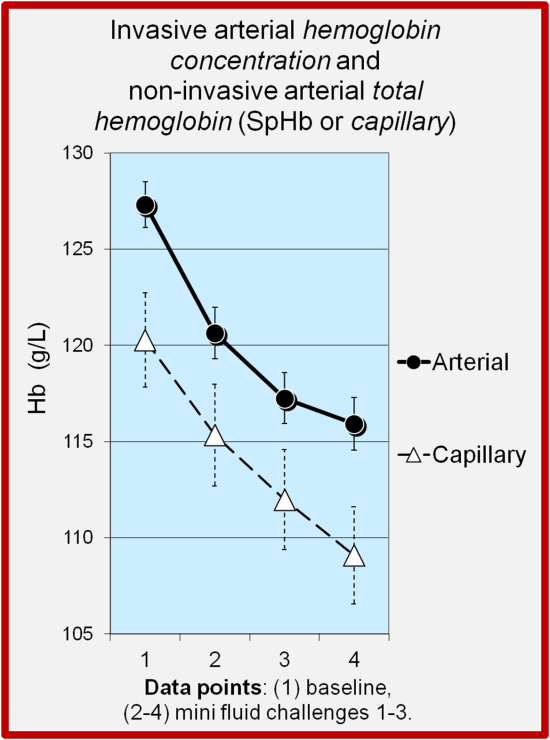 Invasive arterial hemoglobin
concentration and
non-invasive arterial total
hemoglobin (SpHb or capillary)
130
125
120
115
110
105
Hb (g/L)
Arterial
Capillary
1 2 3 4
Data points: (1) baseline,
(2-4) mini fluid challenges 1-3.